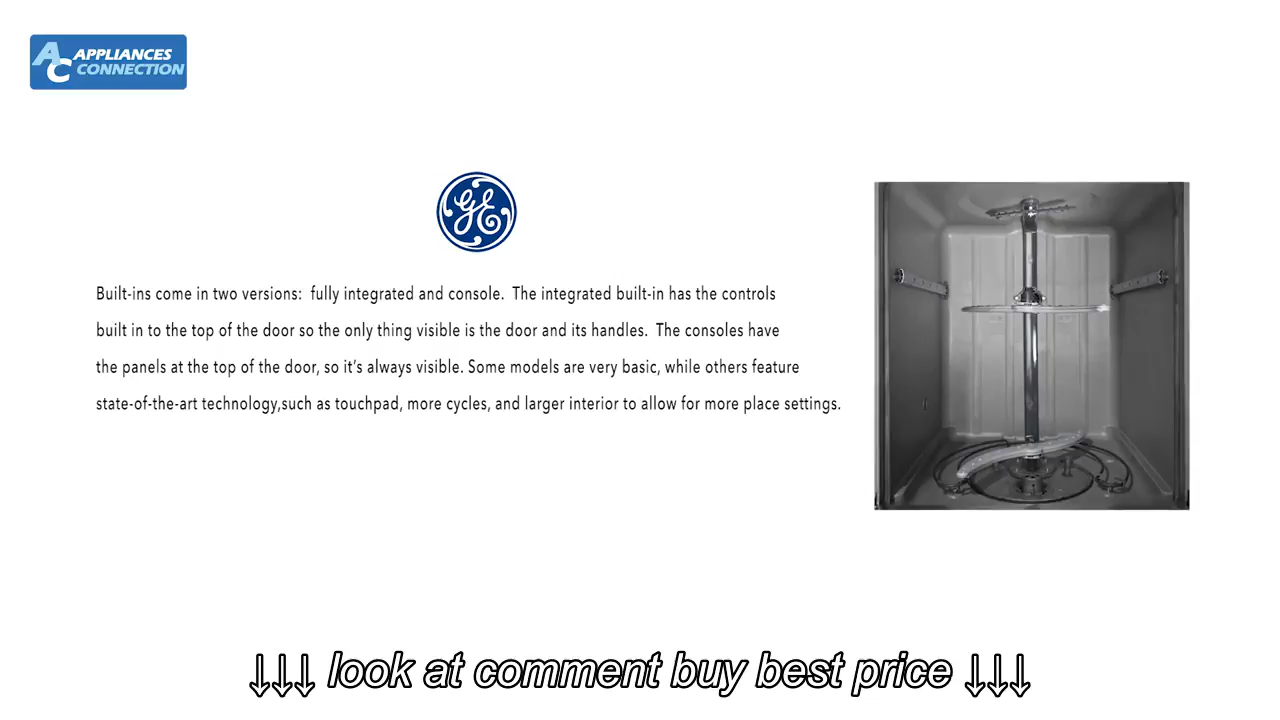 AC APPLIANCES
CONNECTION
GE
Built-ins come in two versions:  fully integrated and console.  The integrated built-in has the controls
built in to the top of the door so the only thing visible is the door and its handles.  The consoles have
the panels at the top of the door, so it's always visible. Some models are very basic, while others feature
state-of-the-art technology,such as touchpad, more cycles, and larger interior to allow for more place settings.
↓↓↓ look at comment buy best price ↓↓↓